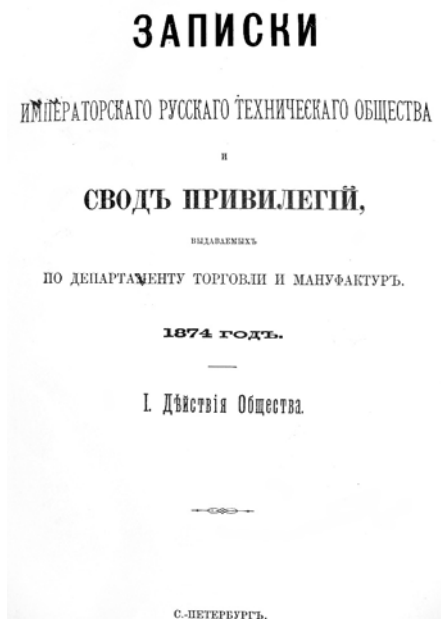 ЗАПИСКИ
ИМПЕРАТОРСКАГО РУССКАГО ТЕХНИЧЕСКАГО ОБЩЕСТВА
И
СВОДЪ ПРИВИЛЕГІЙ,
ВЫДАВАЕМЫХЪ
ПО ДЕПАРТАМЕНТУ ТОРГОВЛИ И МАНУФАКТУРЪ.
1874 ГОДЪ.
I. Дѣйствія Общества.
С.-ПЕТЕРБУРГЪ.